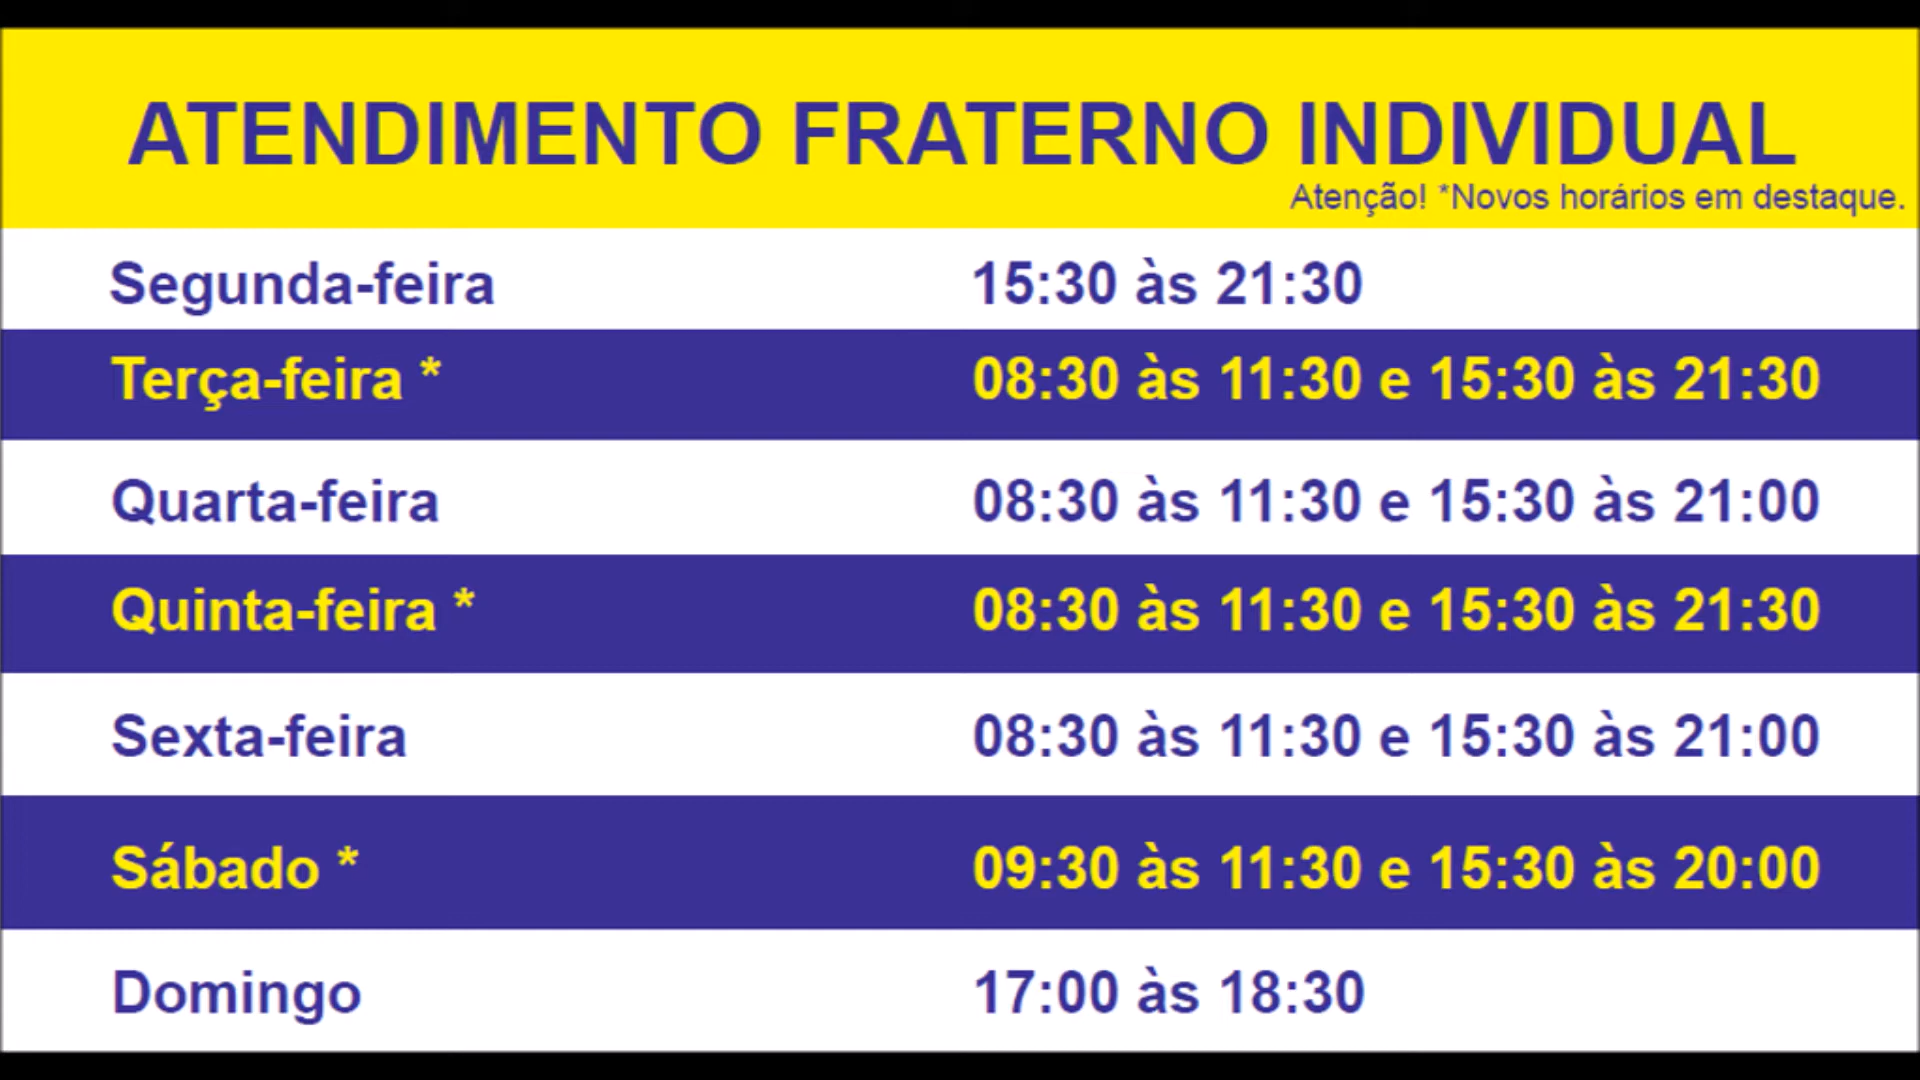 ATENDIMENTO FRATERNO INDIVIDUAL
Atenção! *Novos horários em destaque.
Segunda-feira 15:30 às 21:30
Terça-feira * 08:30 às 11:30 e 15:30 às 21:30
Quarta-feira 08:30 às 11:30 e 15:30 às 21:00
Quinta-feira * 08:30 às 11:30 e 15:30 às 21:30
Sexta-feira 08:30 às 11:30 e 15:30 às 21:00
Sábado * 09:30 às 11:30 e 15:30 às 20:00
Domingo 17:00 às 18:30